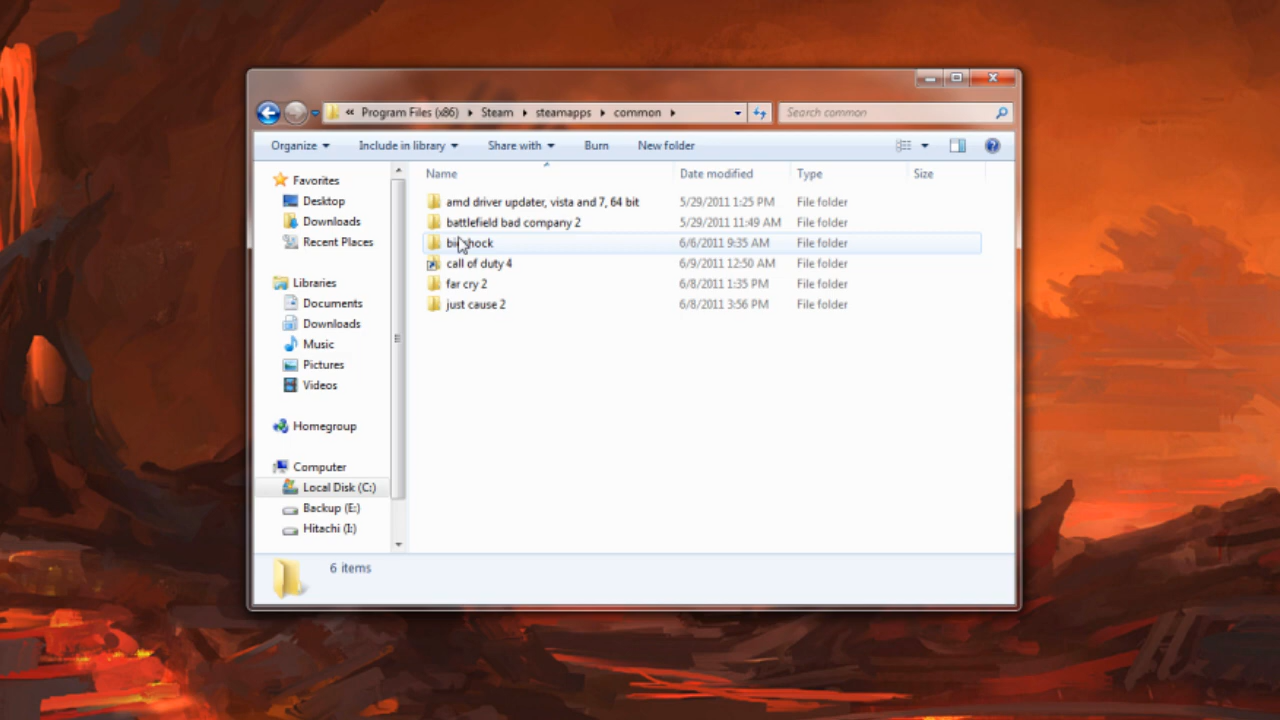 « Program Files (x86) ▸ Steam ▸ steamapps ▸ common ▸ Search common
Organize Include in library Share with Burn New folder
Name Date modified Type Size
Favorites
Desktop
Downloads
Recent Places
Libraries
Documents
Downloads
Music
Pictures
Videos
Homegroup
Computer
Local Disk (C:)
Backup (E:)
Hitachi (I:)
amd driver updater, vista and 7, 64 bit 5/29/2011 1:25 PM File folder
battlefield bad company 2 5/29/2011 11:49 AM File folder
bioshock 6/6/2011 9:35 AM File folder
call of duty 4 6/9/2011 12:50 AM File folder
far cry 2 6/8/2011 1:35 PM File folder
just cause 2 6/8/2011 3:56 PM File folder
6 items